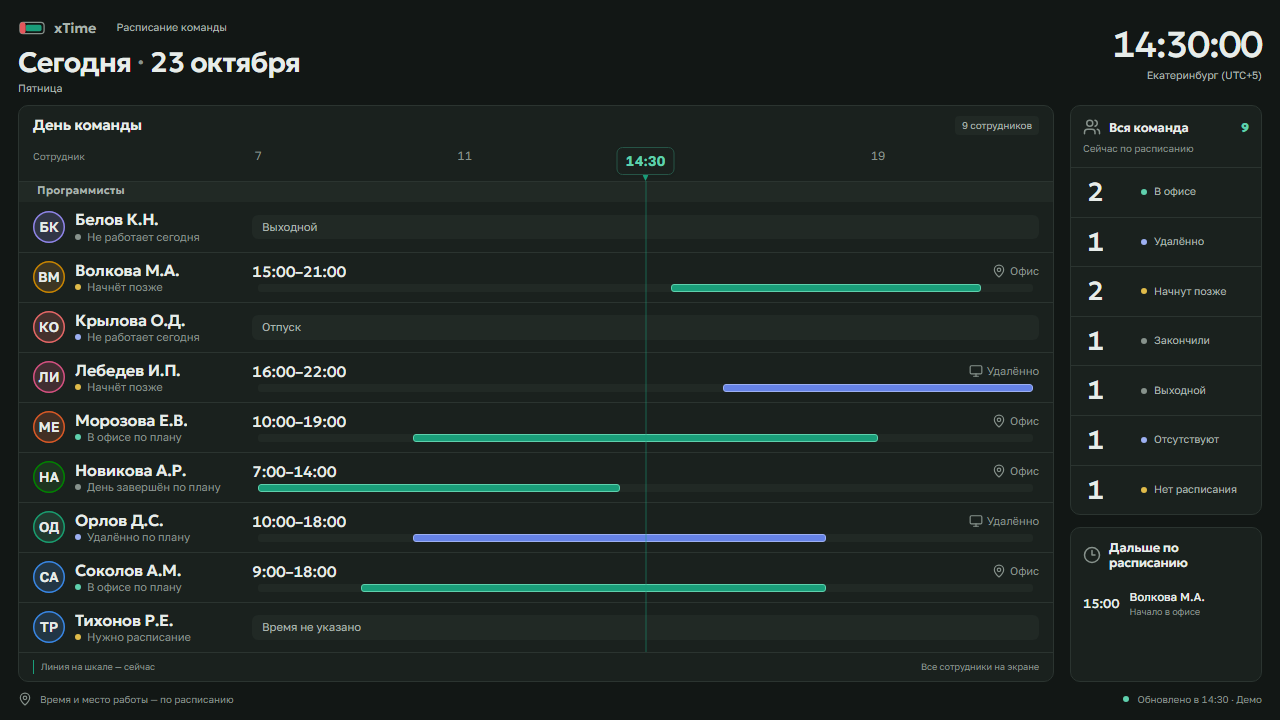 xTime Расписание команды
Сегодня · 23 октября
Пятница
14:30:00
Екатеринбург (UTC+5)
День команды
9 сотрудников
Сотрудник 7 11 14:30 19
Программисты
БК Белов К.Н.
Не работает сегодня
Выходной
ВМ Волкова М.А.
Начнёт позже
15:00–21:00
Офис
КО Крылова О.Д.
Не работает сегодня
Отпуск
ЛИ Лебедев И.П.
Начнёт позже
16:00–22:00
Удалённо
МЕ Морозова Е.В.
В офисе по плану
10:00–19:00
Офис
НА Новикова А.Р.
День завершён по плану
7:00–14:00
Офис
ОД Орлов Д.С.
Удалённо по плану
10:00–18:00
Удалённо
СА Соколов А.М.
В офисе по плану
9:00–18:00
Офис
ТР Тихонов Р.Е.
Нужно расписание
Время не указано
Линия на шкале — сейчас
Все сотрудники на экране
Вся команда 9
Сейчас по расписанию
2 В офисе
1 Удалённо
2 Начнут позже
1 Закончили
1 Выходной
1 Отсутствуют
1 Нет расписания
Дальше по
расписанию
15:00 Волкова М.А.
Начало в офисе
Время и место работы — по расписанию
Обновлено в 14:30 · Демо